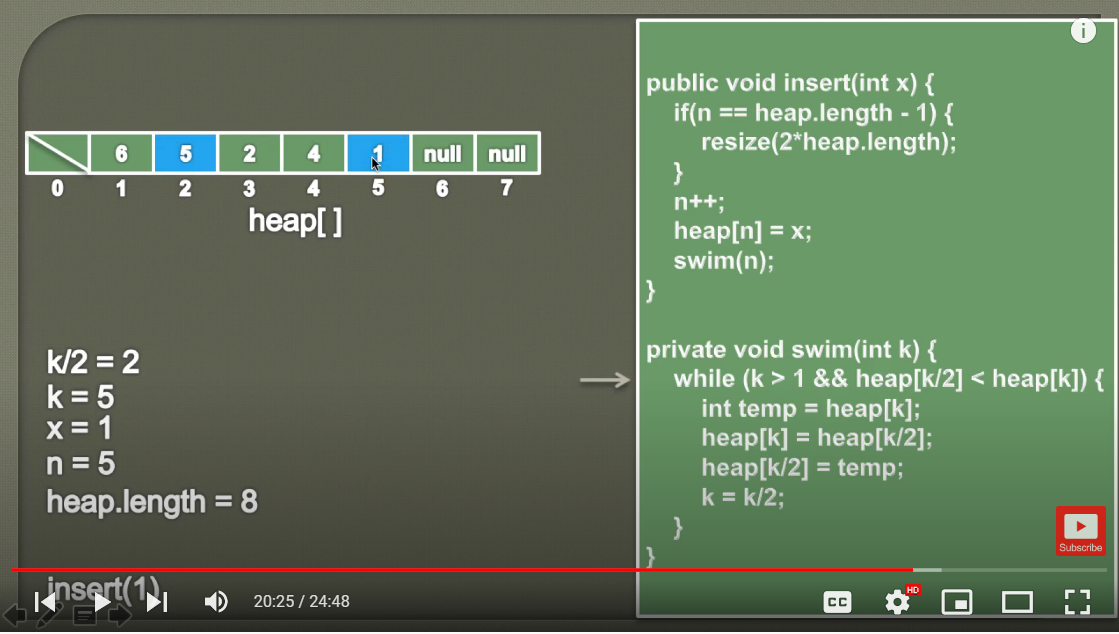 6 5 2 4 1 null null
0 1 2 3 4 5 6 7
heap[ ]
k/2 = 2
k = 5
x = 1
n = 5
heap.length = 8
insert(1)
public void insert(int x) {
if(n == heap.length - 1) {
resize(2*heap.length);
}
n++;
heap[n] = x;
swim(n);
}
private void swim(int k) {
while (k > 1 && heap[k/2] < heap[k]) {
int temp = heap[k];
heap[k] = heap[k/2];
heap[k/2] = temp;
k = k/2;
}
}
i
Subscribe
20:25 / 24:48
CC
HD